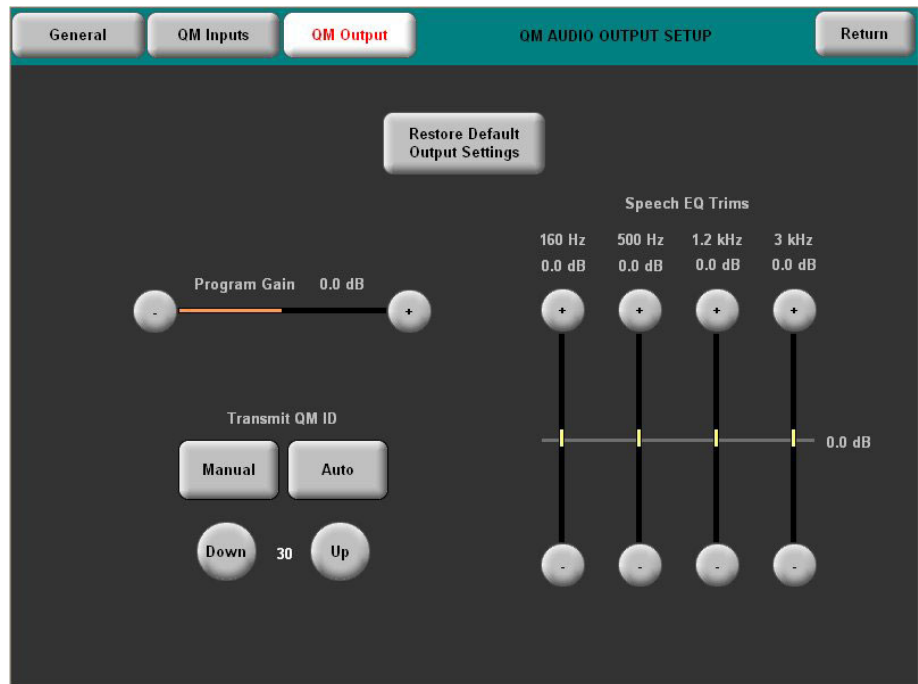 General
QM Inputs
QM Output
QM AUDIO OUTPUT SETUP
Return
Restore Default
Output Settings
Speech EQ Trims
160 Hz 500 Hz 1.2 kHz 3 kHz
0.0 dB 0.0 dB 0.0 dB 0.0 dB
Program Gain 0.0 dB
- +
+ + + +
0.0 dB
Transmit QM ID
Manual Auto
Down 30 Up
- - - -